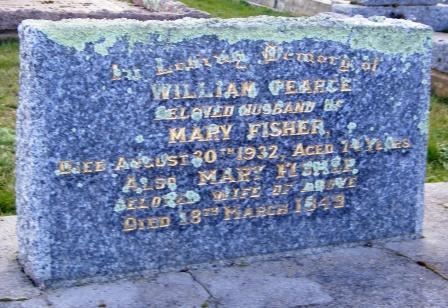 In Loving Memory of
WILLIAM PEARCE
BELOVED HUSBAND OF
MARY FISHER,
DIED AUGUST 30TH 1932, AGED 74 YEARS
ALSO MARY FISHER
BELOVED WIFE OF ABOVE
DIED 18TH MARCH 1949